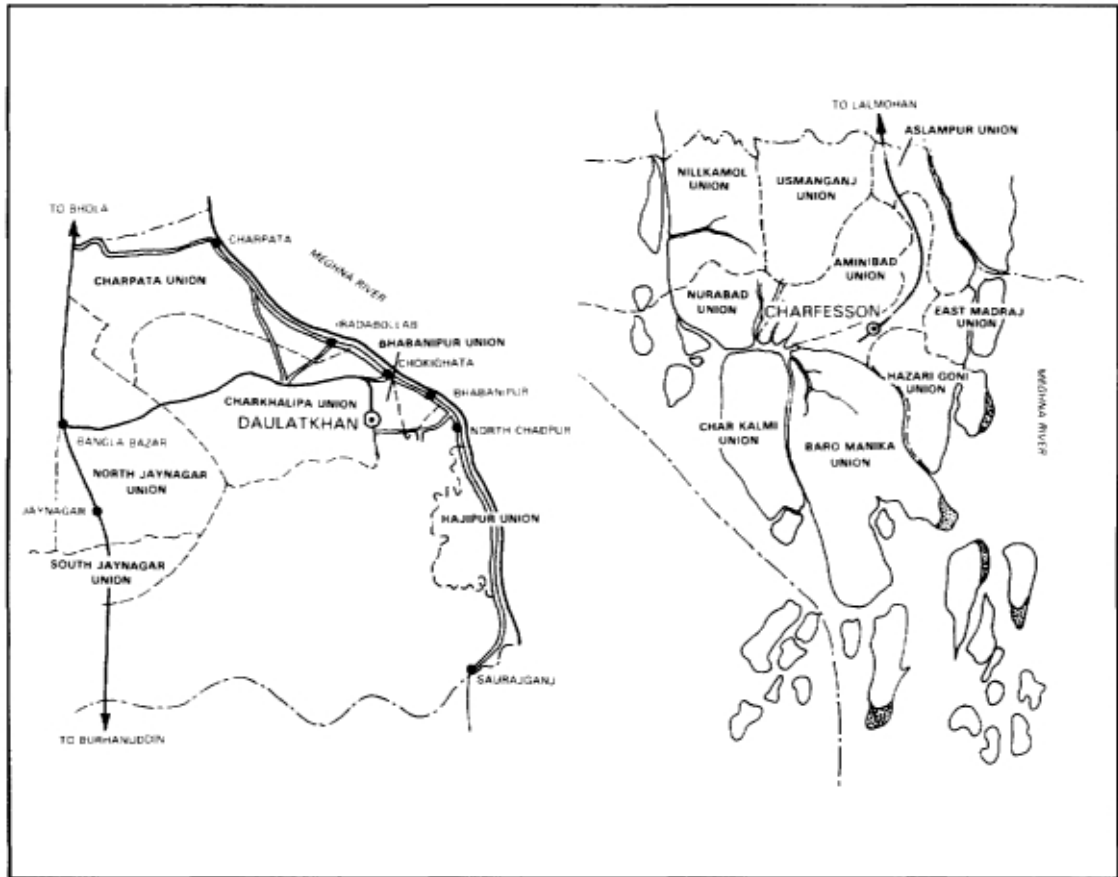 TO LALMOHAN
ASLAMPUR UNION
NILLKAMOL
UNION
USMANGANJ
UNION
AMINIBAD
UNION
NURABAD
UNION
CHARFESSON
EAST MADRAJ
UNION
HAZARI GONI
UNION
CHAR KALMI
UNION
BARO MANIKA
UNION
MEGHNA RIVER
TO BHOLA
CHARPATA
CHARPATA UNION
MEGHNA RIVER
BHABANIPUR UNION
CHOKIGHATA
BHABANIPUR
CHARKHALIPA UNION
DAULATKHAN
NORTH CHADPUR
BANGLA BAZAR
NORTH JAYNAGAR
UNION
JAYNAGAR
HAJIPUR UNION
SOUTH JAYNAGAR
UNION
SAURAJGANJ
TO BURHANUDDIN